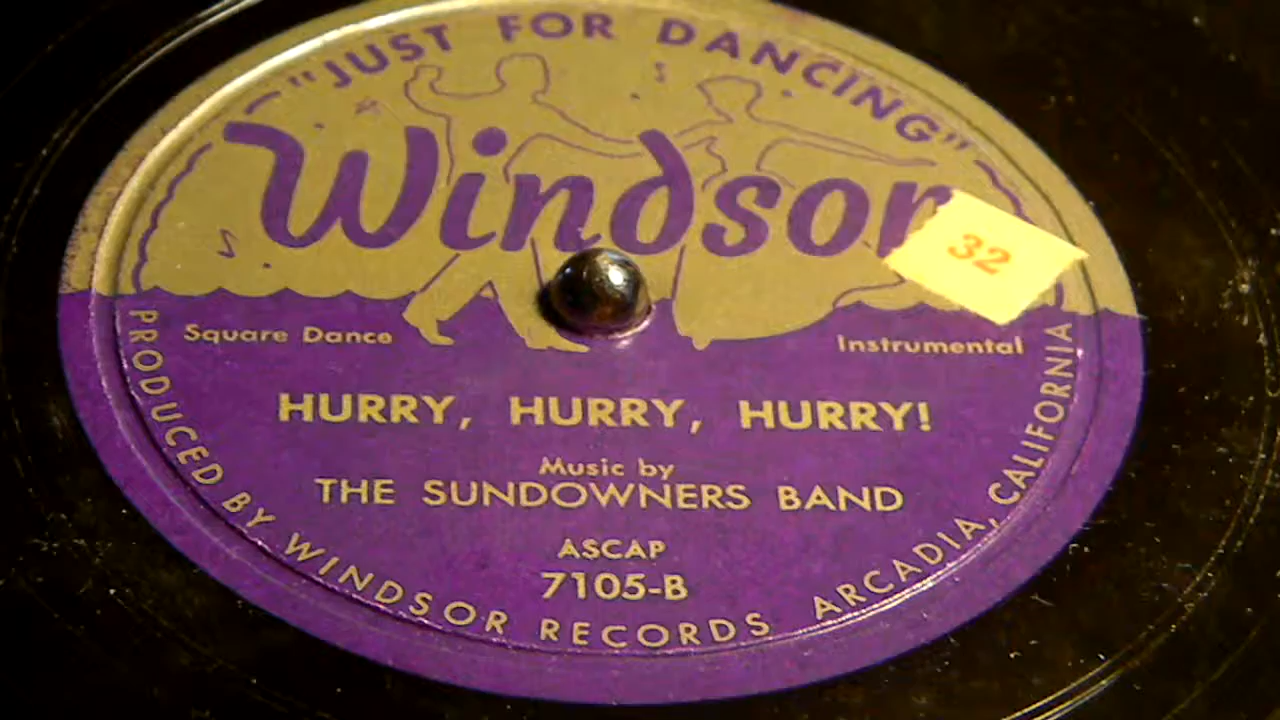 "JUST FOR DANCING"
Windsor
32
Square Dance
Instrumental
HURRY, HURRY, HURRY!
Music by
THE SUNDOWNERS BAND
ASCAP
7105-B
PRODUCED BY WINDSOR RECORDS ARCADIA, CALIFORNIA